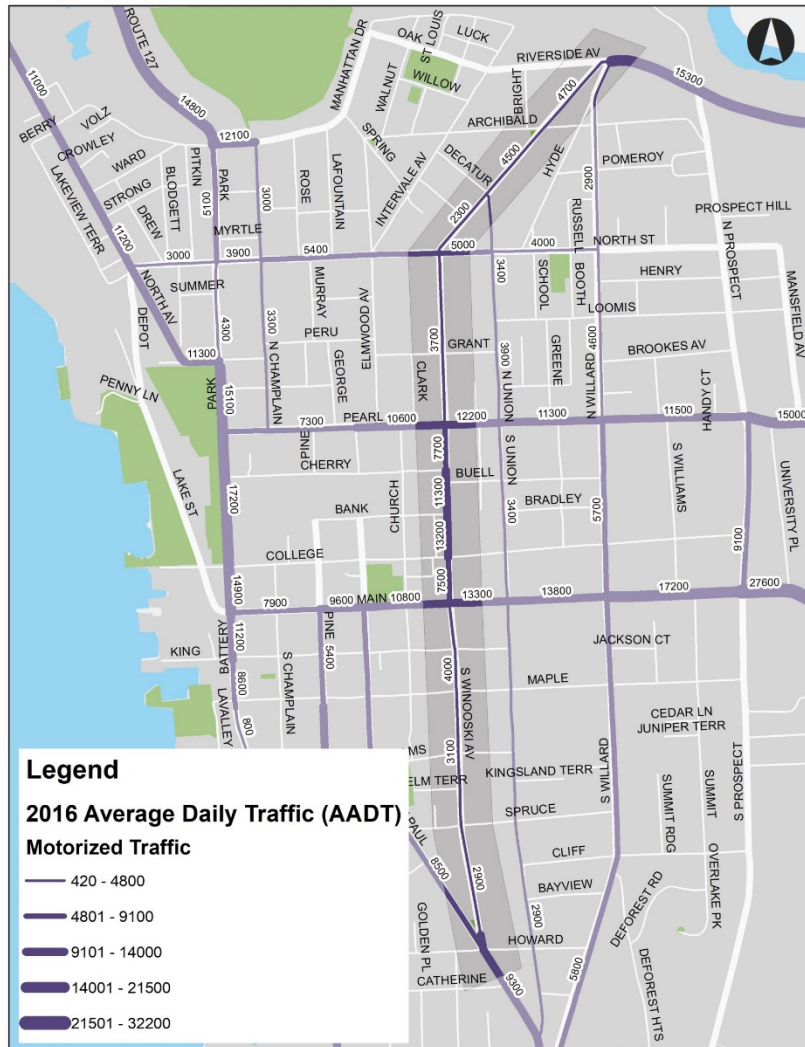 ROUTE 127
MANHATTAN DR
OAK
ST LOUIS
LUCK
WILLOW
WALNUT
RIVERSIDE AV
BRIGHT
ARCHIBALD
11000
14800
12100
4700
15300
BERRY
VOLZ
CROWLEY
WARD
STRONG
DREW
BLODGETT
PITKIN
5100
PARK
3000
ROSE
LAFOUNTAIN
SPRING
INTERVALE AV
DECATUR
4500
HYDE
2900
POMEROY
PROSPECT HILL
N PROSPECT
LAKEVIEW TERR
11200
MYRTLE
2300
RUSSELL
BOOTH
3000
3900
5400
5000
4000
NORTH ST
NORTH AV
SUMMER
3400
SCHOOL
HENRY
MANSFIELD AV
DEPOT
4300
3300
N CHAMPLAIN
MURRAY
PERU
GEORGE
ELMWOOD AV
CLARK
3700
GRANT
3900
N UNION
GREENE
4600
N WILLARD
LOOMIS
BROOKES AV
11300
PENNY LN
PARK
15100
HANDY CT
7300
PEARL
10600
12200
11300
11500
15000
PINE
CHERRY
7700
BUELL
S UNION
LAKE ST
17200
BANK
CHURCH
11300
BRADLEY
3400
5700
S WILLIAMS
UNIVERSITY PL
COLLEGE
13200
7500
9100
14900
7900
9600
MAIN
10800
13300
13800
17200
27600
KING
BATTERY
11200
8600
S CHAMPLAIN
PINE
5400
4000
JACKSON CT
LAVALLEY
800
S WINOOSKI AV
MAPLE
3100
AMS
ELM TERR
KINGSLAND TERR
S WILLARD
CEDAR LN
JUNIPER TERR
S PROSPECT
SUMMIT RDG
SUMMIT
SPRUCE
PAUL
8500
2900
CLIFF
BAYVIEW
2900
OVERLAKE PK
DEFOREST RD
GOLDEN PL
HOWARD
CATHERINE
9300
5800
DEFOREST HTS
Legend
2016 Average Daily Traffic (AADT)
Motorized Traffic
420 - 4800
4801 - 9100
9101 - 14000
14001 - 21500
21501 - 32200